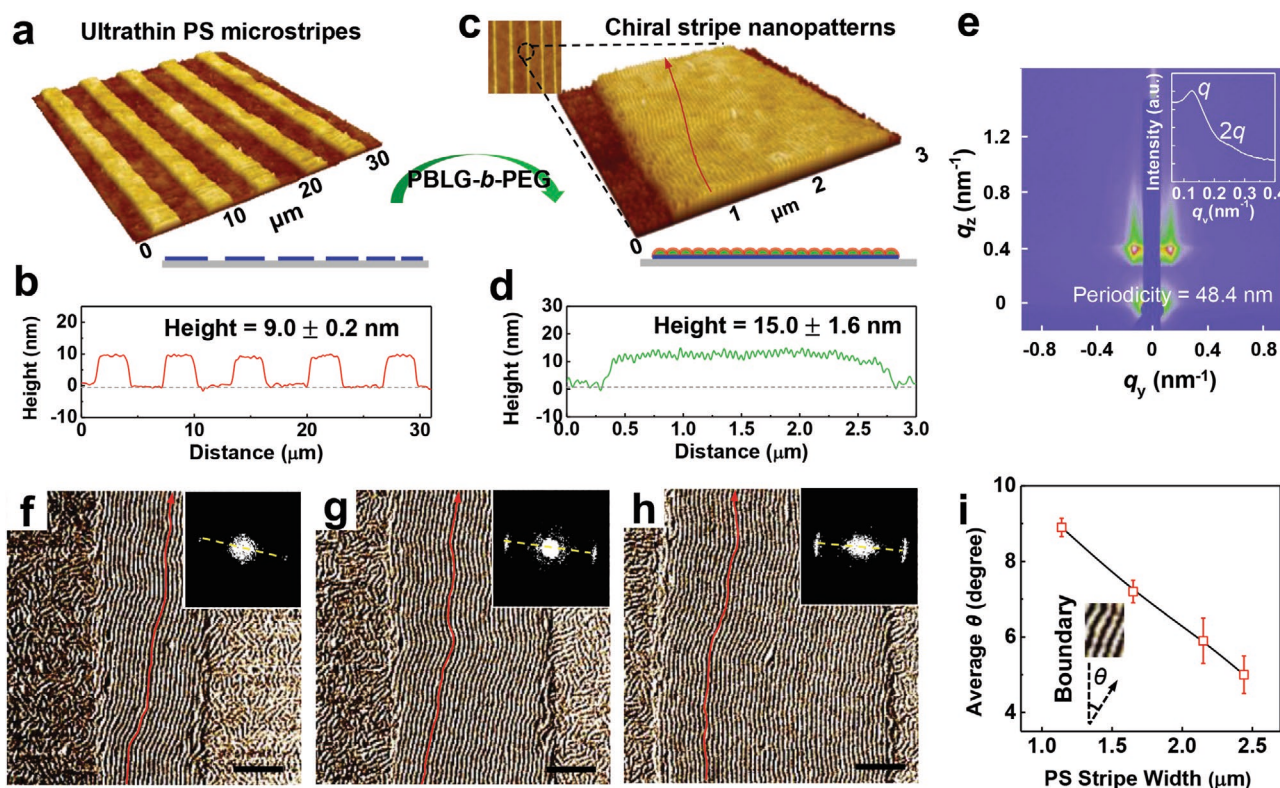 a
Ultrathin PS microstripes
0
10
20
30
μm
PBLG-b-PEG
c
Chiral stripe nanopatterns
0
1
2
3
μm
b
Height = 9.0 ± 0.2 nm
Height (nm)
20
10
0
-10
0 5 10 15 20 25 30
Distance (μm)
d
Height = 15.0 ± 1.6 nm
Height (nm)
30
20
10
0
-10
0.0 0.5 1.0 1.5 2.0 2.5 3.0
Distance (μm)
e
qz (nm-1)
1.2
0.8
0.4
0
Intensity (a.u.)
q
2q
0.1 0.2 0.3 0.4
qy(nm-1)
Periodicity = 48.4 nm
-0.8 -0.4 0 0.4 0.8
qy (nm-1)
f
g
h
i
Average θ (degree)
10
8
6
4
Boundary
θ
1.0 1.5 2.0 2.5
PS Stripe Width (μm)